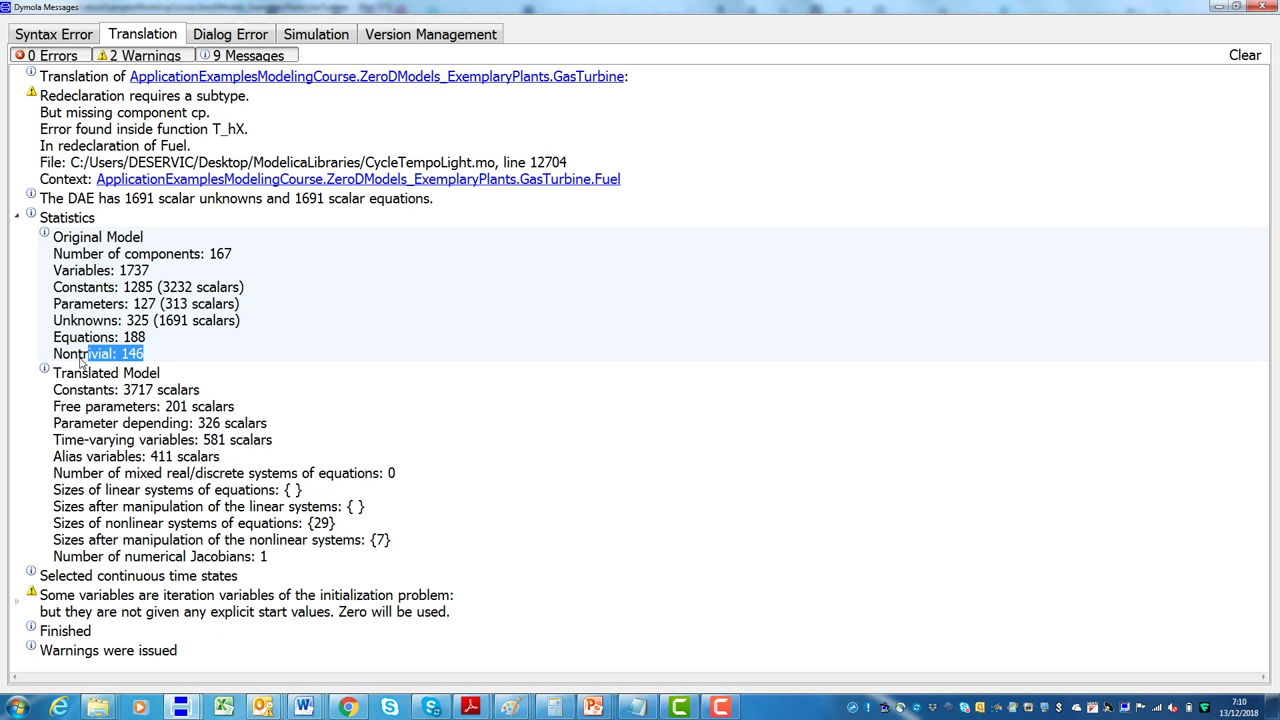 Dymola Messages
Syntax Error Translation Dialog Error Simulation Version Management
0 Errors 2 Warnings 9 Messages Clear
Translation of ApplicationExamplesModelingCourse.ZeroDModels_ExemplaryPlants.GasTurbine:
Redeclaration requires a subtype.
But missing component cp.
Error found inside function T_hX.
In redeclaration of Fuel.
File: C:/Users/DESERVIC/Desktop/ModelicaLibraries/CycleTempoLight.mo, line 12704
Context: ApplicationExamplesModelingCourse.ZeroDModels_ExemplaryPlants.GasTurbine.Fuel
The DAE has 1691 scalar unknowns and 1691 scalar equations.
Statistics
Original Model
Number of components: 167
Variables: 1737
Constants: 1285 (3232 scalars)
Parameters: 127 (313 scalars)
Unknowns: 325 (1691 scalars)
Equations: 188
Nontrivial: 146
Translated Model
Constants: 3717 scalars
Free parameters: 201 scalars
Parameter depending: 326 scalars
Time-varying variables: 581 scalars
Alias variables: 411 scalars
Number of mixed real/discrete systems of equations: 0
Sizes of linear systems of equations: { }
Sizes after manipulation of the linear systems: { }
Sizes of nonlinear systems of equations: {29}
Sizes after manipulation of the nonlinear systems: {7}
Number of numerical Jacobians: 1
Selected continuous time states
Some variables are iteration variables of the initialization problem:
but they are not given any explicit start values. Zero will be used.
Finished
Warnings were issued
7:10
13/12/2018